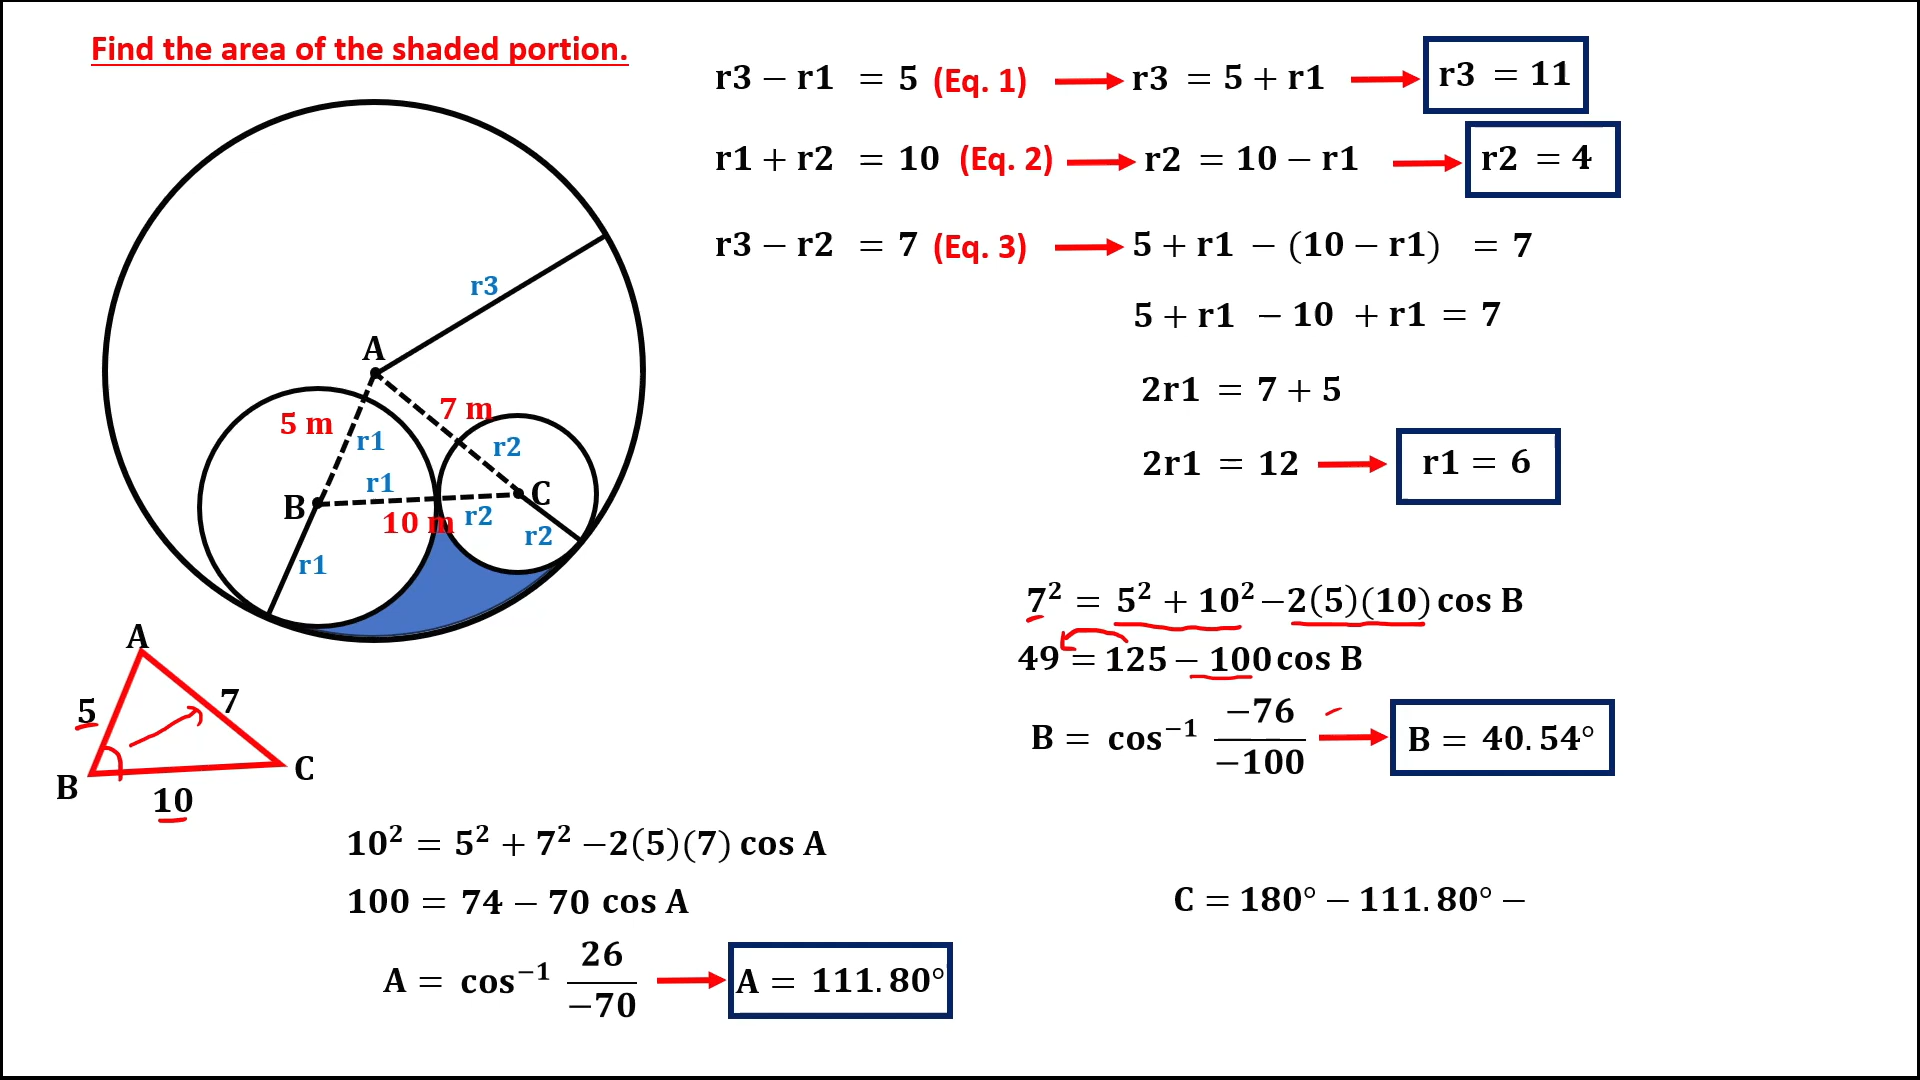 Find the area of the shaded portion.
r3 − r1 = 5 (Eq. 1) → r3 = 5 + r1 → r3 = 11
r1 + r2 = 10 (Eq. 2) → r2 = 10 − r1 → r2 = 4
r3 − r2 = 7 (Eq. 3) → 5 + r1 − (10 − r1) = 7
5 + r1 − 10 + r1 = 7
2r1 = 7 + 5
2r1 = 12 → r1 = 6
r3
A
5 m
7 m
r1
r2
r1
B
C
10 m
r2
r2
r1
A
5
7
B
C
10
7² = 5² + 10² −2(5)(10) cos B
49 = 125 − 100 cos B
B = cos⁻¹ −76/−100 → B = 40.54°
10² = 5² + 7² −2(5)(7) cos A
100 = 74 − 70 cos A
A = cos⁻¹ 26/−70 → A = 111.80°
C = 180° − 111.80° −